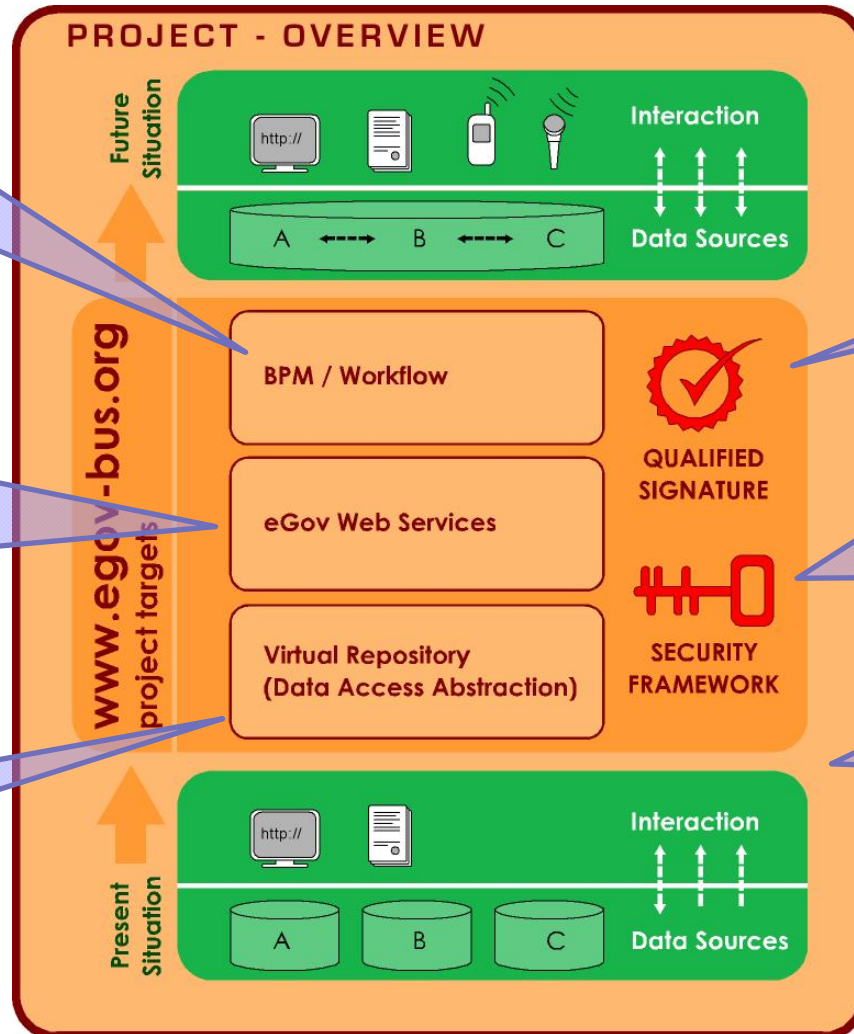 PROJECT - OVERVIEW
Future
Situation
http://
Interaction
A
B
C
Data Sources
www.egov-bus.org
project targets
BPM / Workflow
QUALIFIED
SIGNATURE
eGov Web Services
Virtual Repository
(Data Access Abstraction)
SECURITY
FRAMEWORK
Present
Situation
http://
Interaction
A
B
C
Data Sources